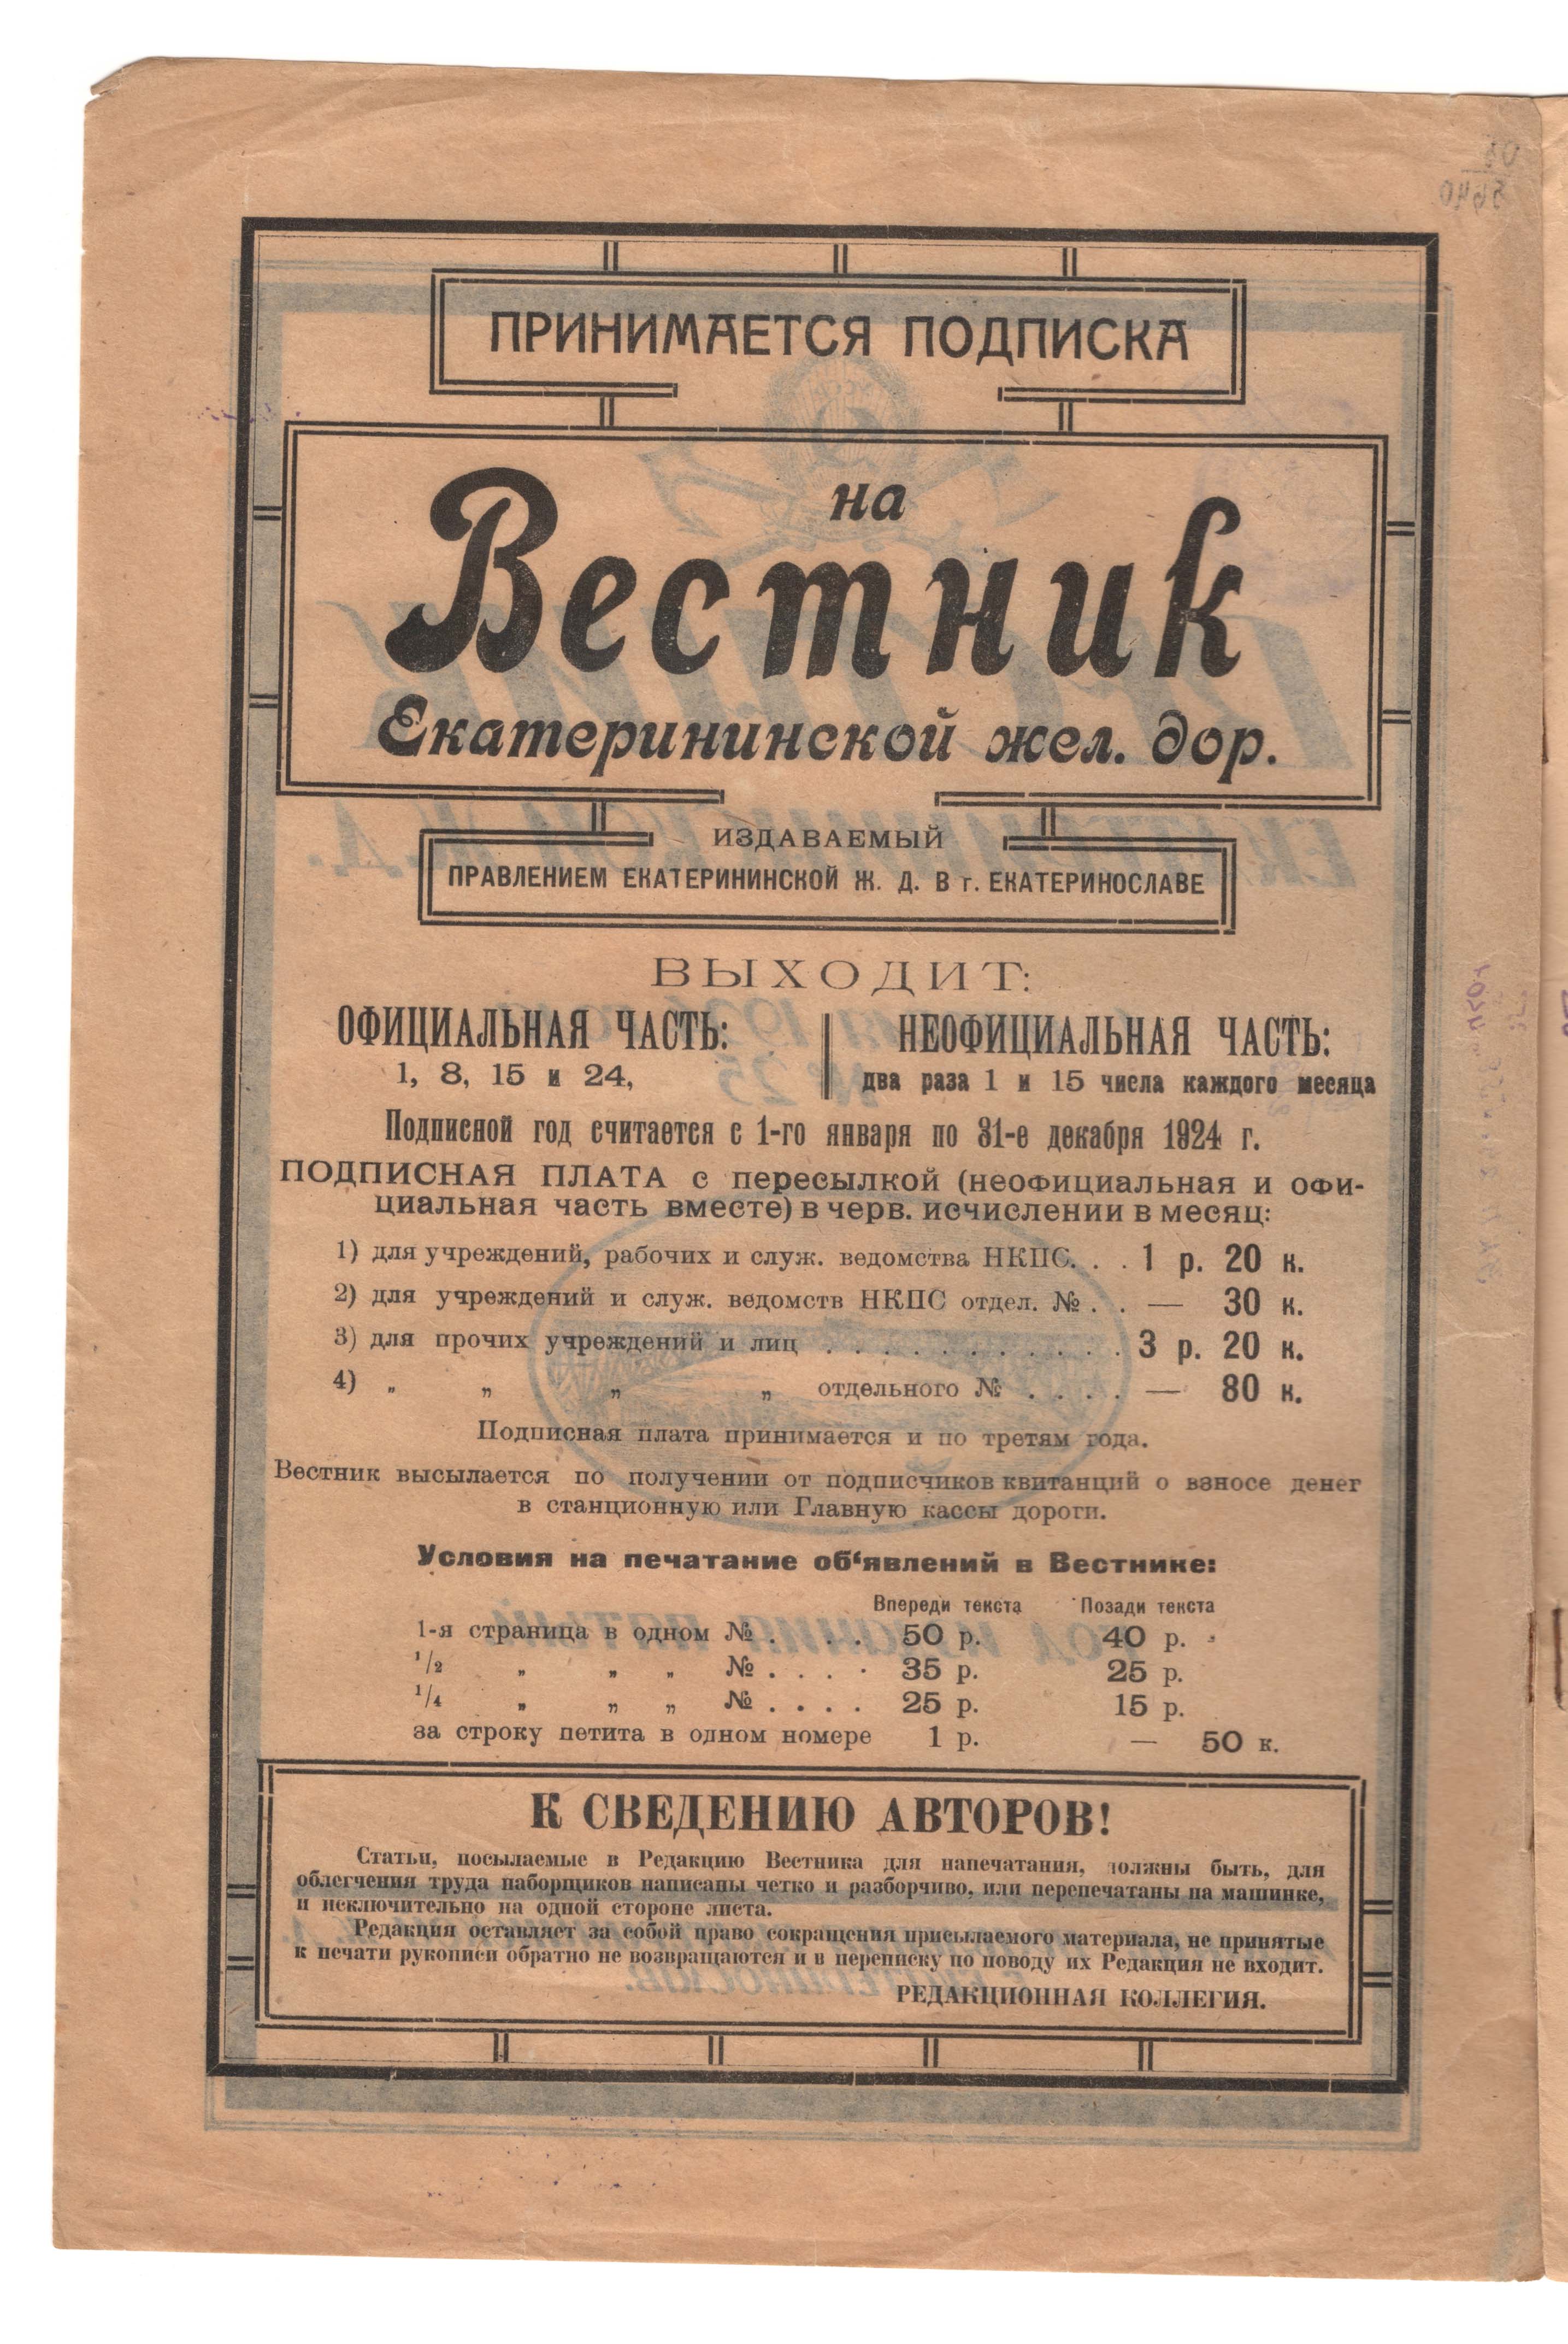 ПРИНИМАЕТСЯ ПОДПИСКА
на
Вестник
Екатерининской жел. дор.
ИЗДАВАЕМЫЙ
ПРАВЛЕНИЕМ ЕКАТЕРИНИНСКОЙ Ж. Д. В г. ЕКАТЕРИНОСЛАВЕ
ВЫХОДИТ:
ОФИЦИАЛЬНАЯ ЧАСТЬ:
1, 8, 15 и 24,
НЕОФИЦИАЛЬНАЯ ЧАСТЬ:
два раза 1 и 15 числа каждого месяца
Подписной год считается с 1-го января по 31-е декабря 1924 г.
ПОДПИСНАЯ ПЛАТА с пересылкой (неофициальная и офи-
циальная часть вместе) в черв. исчислении в месяц:
1) для учреждений, рабочих и служ. ведомства НКПС. . . 1 р. 20 к.
2) для учреждений и служ. ведомств НКПС отдел. № . . — 30 к.
3) для прочих учреждений и лиц . . . . . . . . . . . 3 р. 20 к.
4) „ „ „ „ отдельного № . . . . — 80 к.
Подписная плата принимается и по третям года.
Вестник высылается по получении от подписчиков квитанций о взносе денег
в станционную или Главную кассы дороги.
Условия на печатание об‘явлений в Вестнике:
Впереди текста Позади текста
1-я страница в одном № . . . . 50 р. 40 р.
1/2 „ „ „ № . . . . 35 р. 25 р.
1/4 „ „ „ № . . . . 25 р. 15 р.
за строку петита в одном номере 1 р. — 50 к.
К СВЕДЕНИЮ АВТОРОВ!
Статьи, посылаемые в Редакцию Вестника для напечатания, должны быть, для
облегчения труда наборщиков написаны четко и разборчиво, или перепечатаны на машинке,
и исключительно на одной стороне листа.
Редакция оставляет за собой право сокращения присылаемого материала, не принятые
к печати рукописи обратно не возвращаются и в переписку по поводу их Редакция не входит.
РЕДАКЦИОННАЯ КОЛЛЕГИЯ.